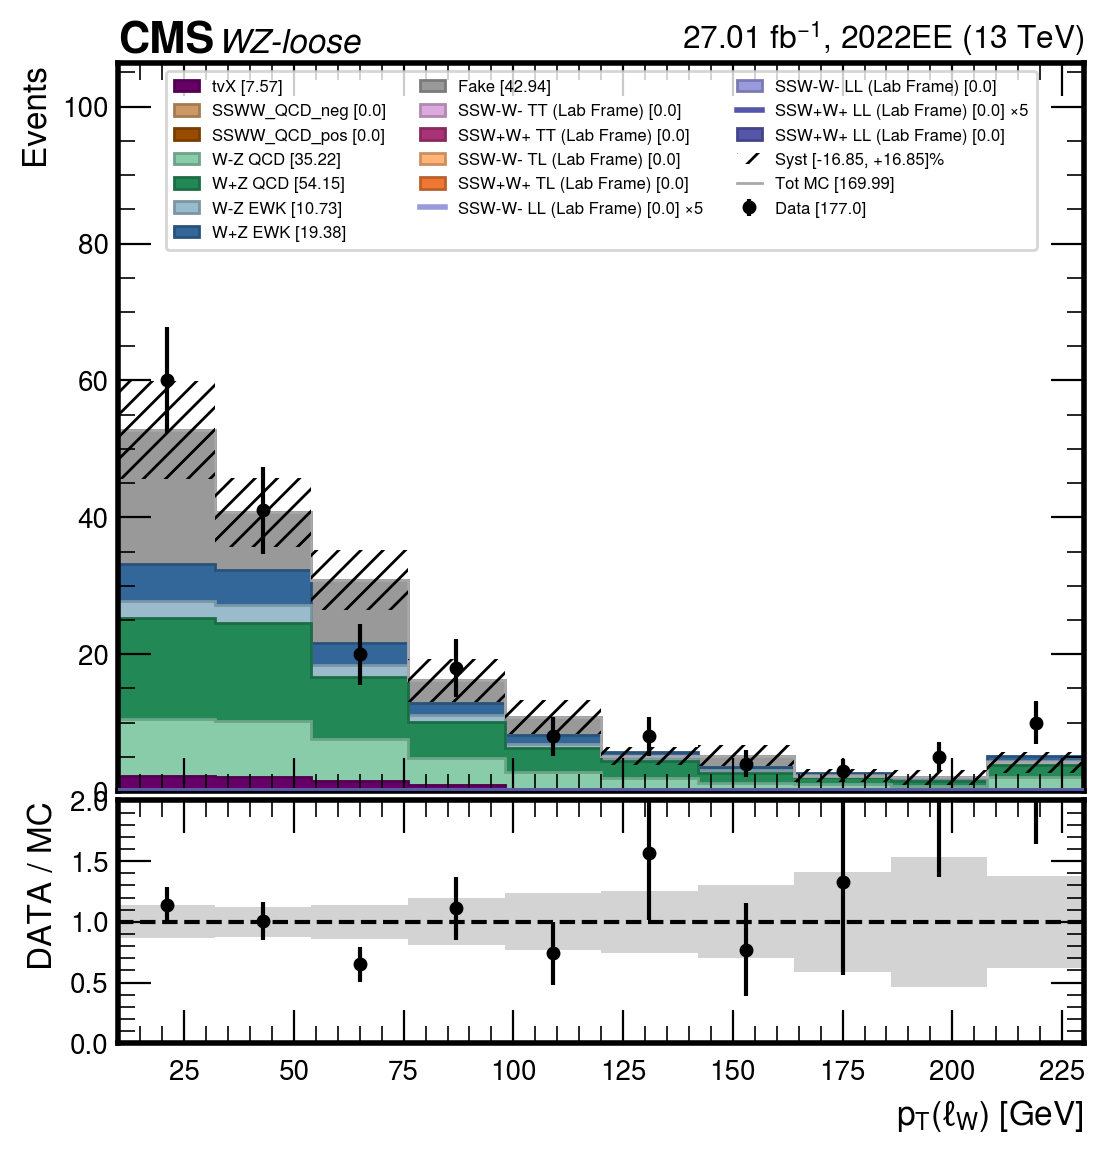 CMS WZ-loose 27.01 fb⁻¹, 2022EE (13 TeV)
Events
tvX [7.57]
SSWW_QCD_neg [0.0]
SSWW_QCD_pos [0.0]
W-Z QCD [35.22]
W+Z QCD [54.15]
W-Z EWK [10.73]
W+Z EWK [19.38]
Fake [42.94]
SSW-W- TT (Lab Frame) [0.0]
SSW+W+ TT (Lab Frame) [0.0]
SSW-W- TL (Lab Frame) [0.0]
SSW+W+ TL (Lab Frame) [0.0]
SSW-W- LL (Lab Frame) [0.0] ×5
SSW-W- LL (Lab Frame) [0.0]
SSW+W+ LL (Lab Frame) [0.0] ×5
SSW+W+ LL (Lab Frame) [0.0]
Syst [-16.85, +16.85]%
Tot MC [169.99]
Data [177.0]
100
80
60
40
20
0
DATA / MC
2.0
1.5
1.0
0.5
0.0
25 50 75 100 125 150 175 200 225
p_T(ℓ_W) [GeV]